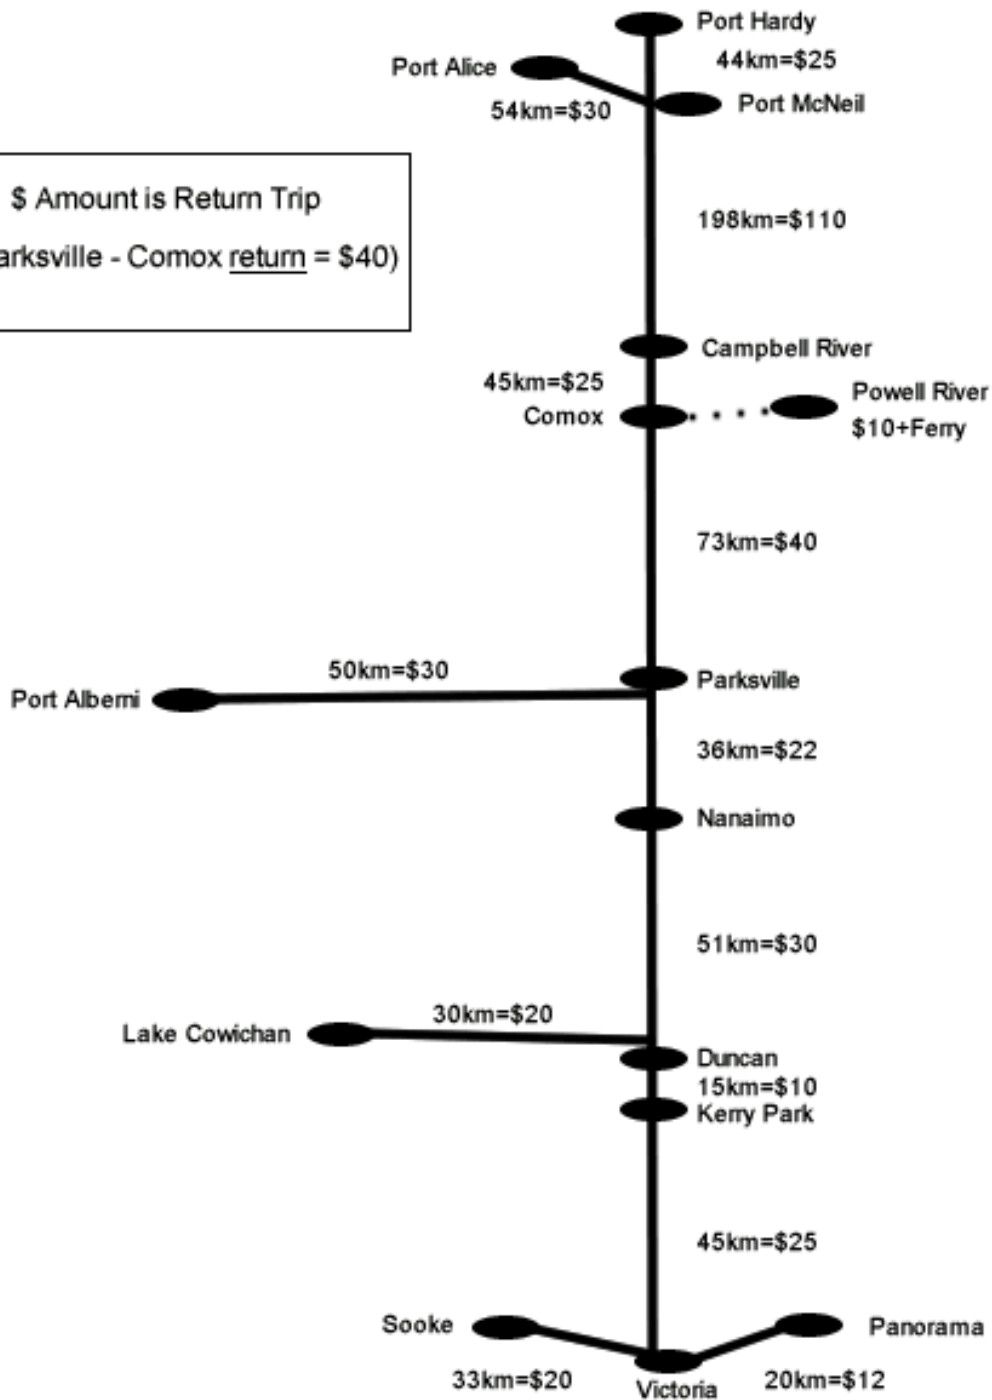 Port Hardy
44km=$25
Port Alice
54km=$30
Port McNeil
$ Amount is Return Trip
arksville - Comox return = $40)
198km=$110
Campbell River
45km=$25
Comox
Powell River
$10+Ferry
73km=$40
50km=$30
Port Alberni
Parksville
36km=$22
Nanaimo
51km=$30
30km=$20
Lake Cowichan
Duncan
15km=$10
Kerry Park
45km=$25
Sooke
Panorama
33km=$20
Victoria
20km=$12